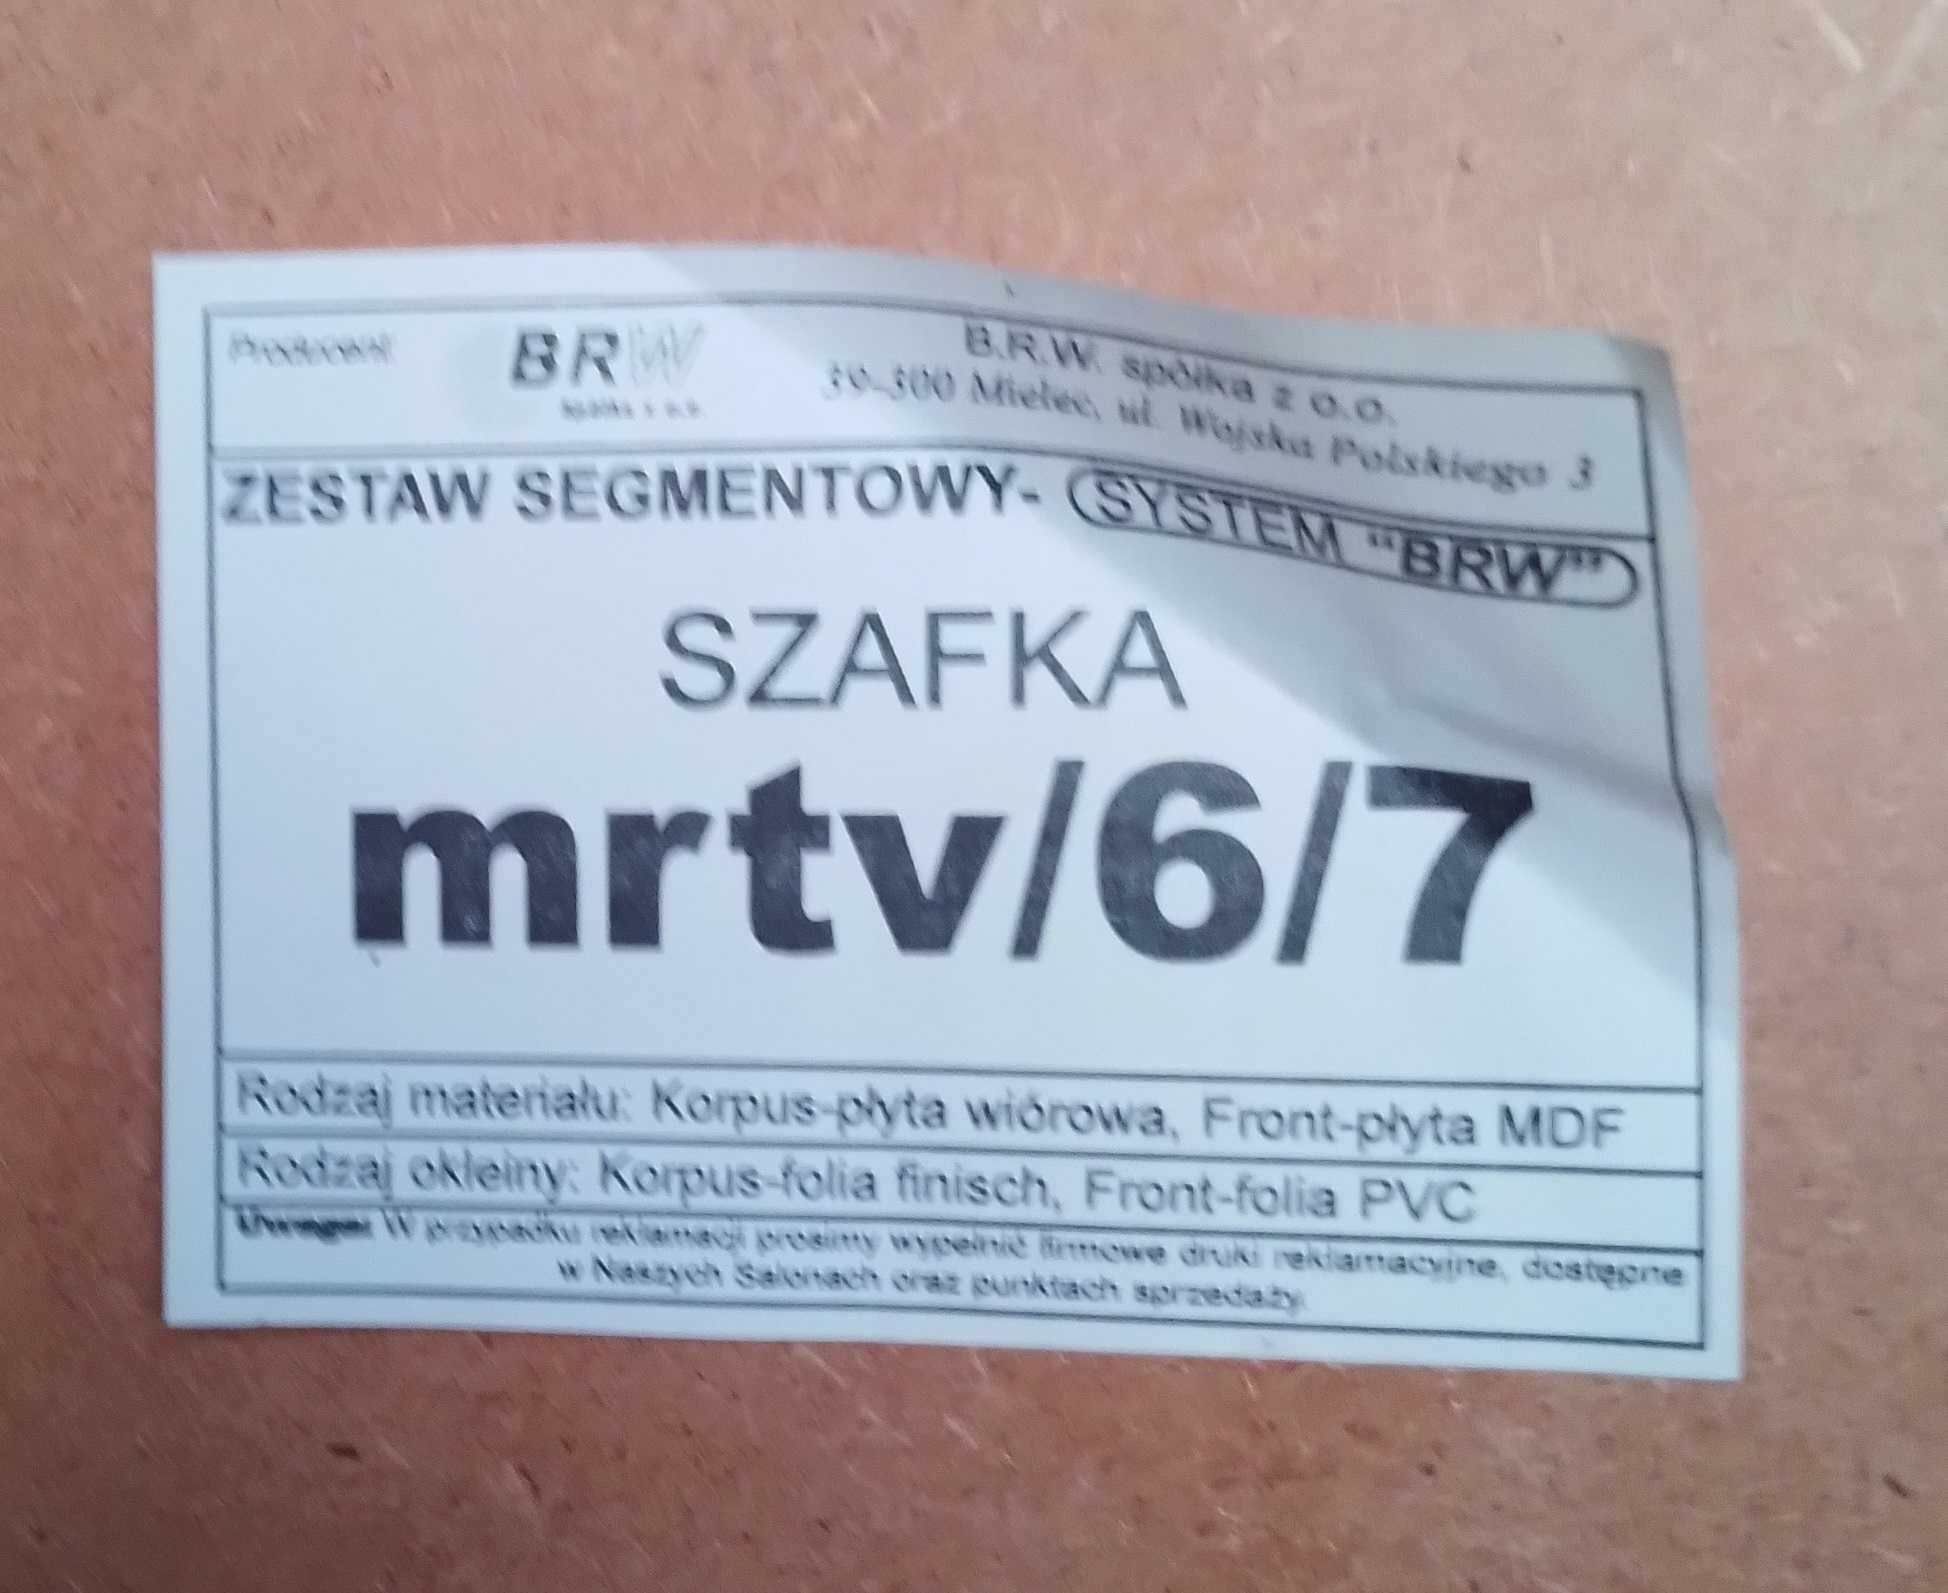 Producent:
BRW
Spółka z o.o.
B.R.W. spółka z o.o.
39-300 Mielec, ul. Wojska Polskiego 3
ZESTAW SEGMENTOWY- SYSTEM “BRW”
SZAFKA
mrtv/6/7
Rodzaj materiału: Korpus-płyta wiórowa, Front-płyta MDF
Rodzaj okleiny: Korpus-folia finisch, Front-folia PVC
Uwaga: W przypadku reklamacji prosimy wypełnić firmowe druki reklamacyjne, dostępne
w Naszych Salonach oraz punktach sprzedaży.